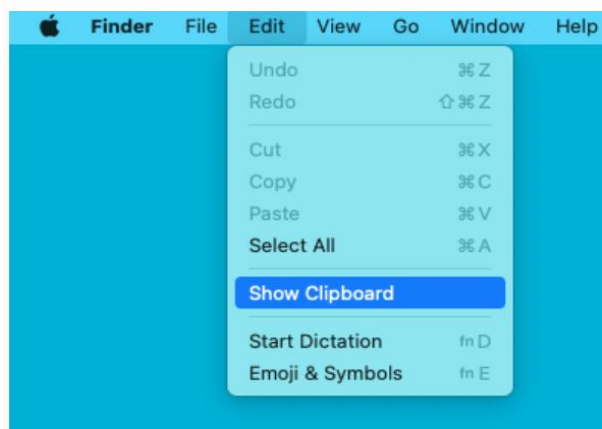 Finder File Edit View Go Window Help
Undo ⌘ Z
Redo ⇧ ⌘ Z
Cut ⌘ X
Copy ⌘ C
Paste ⌘ V
Select All ⌘ A
Show Clipboard
Start Dictation fn D
Emoji & Symbols fn E